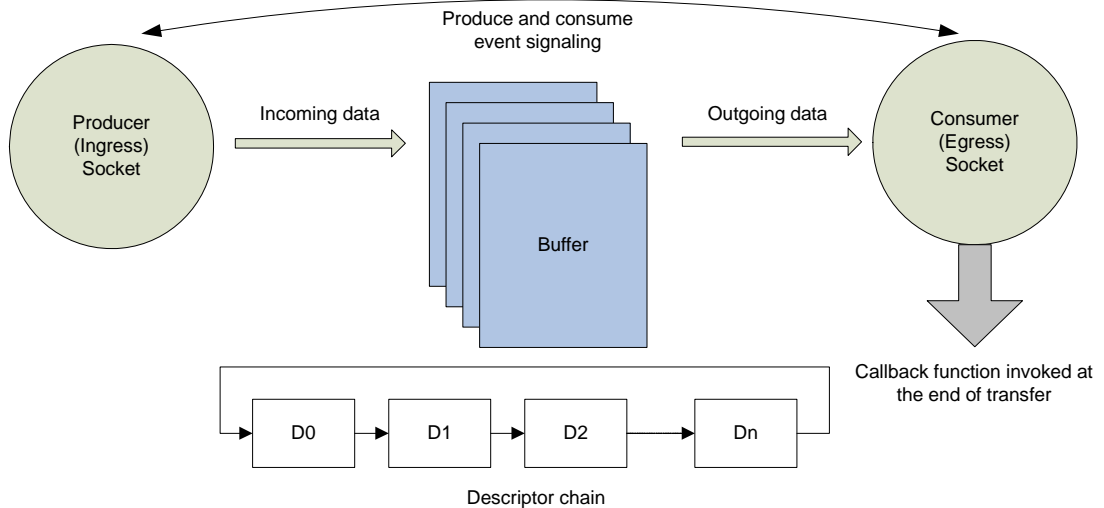 Produce and consume
event signaling
Producer
(Ingress)
Socket
Incoming data
Outgoing data
Consumer
(Egress)
Socket
Buffer
Callback function invoked at
the end of transfer
D0
D1
D2
Dn
Descriptor chain